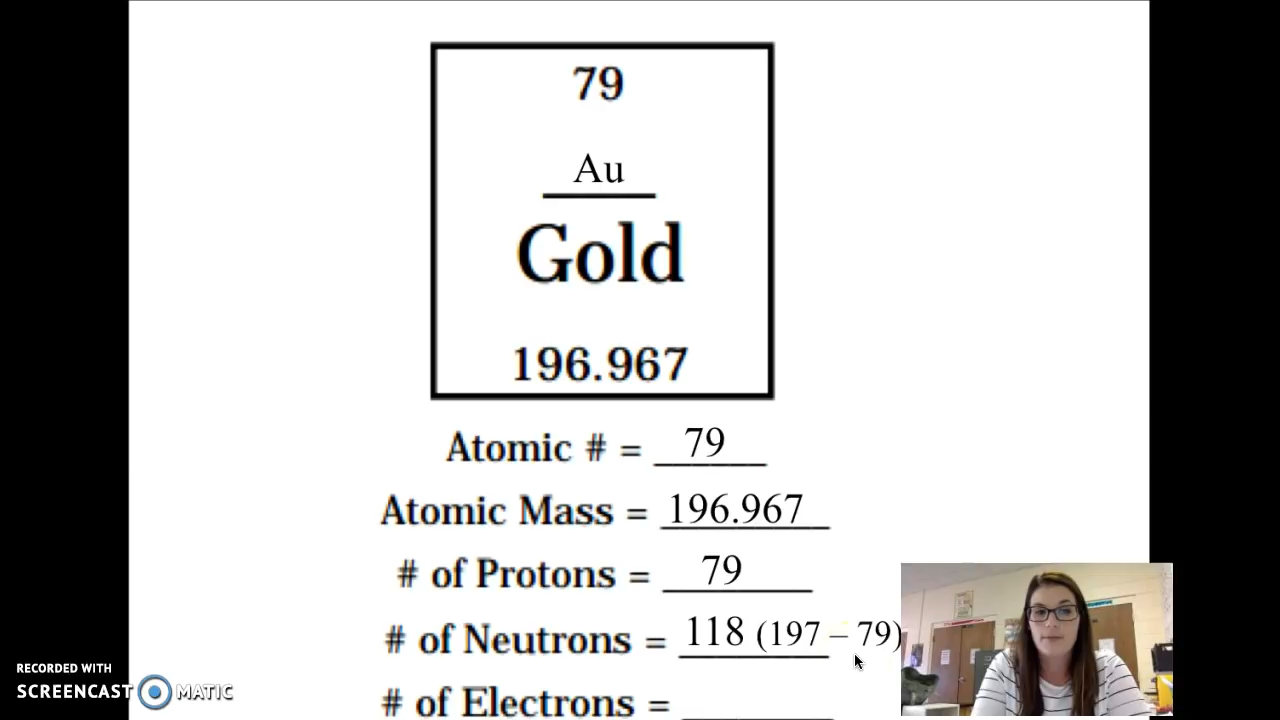 79
Au
Gold
196.967
Atomic # = 79
Atomic Mass = 196.967
# of Protons = 79
# of Neutrons = 118 (197 – 79)
# of Electrons = ______
RECORDED WITH
SCREENCAST MATIC